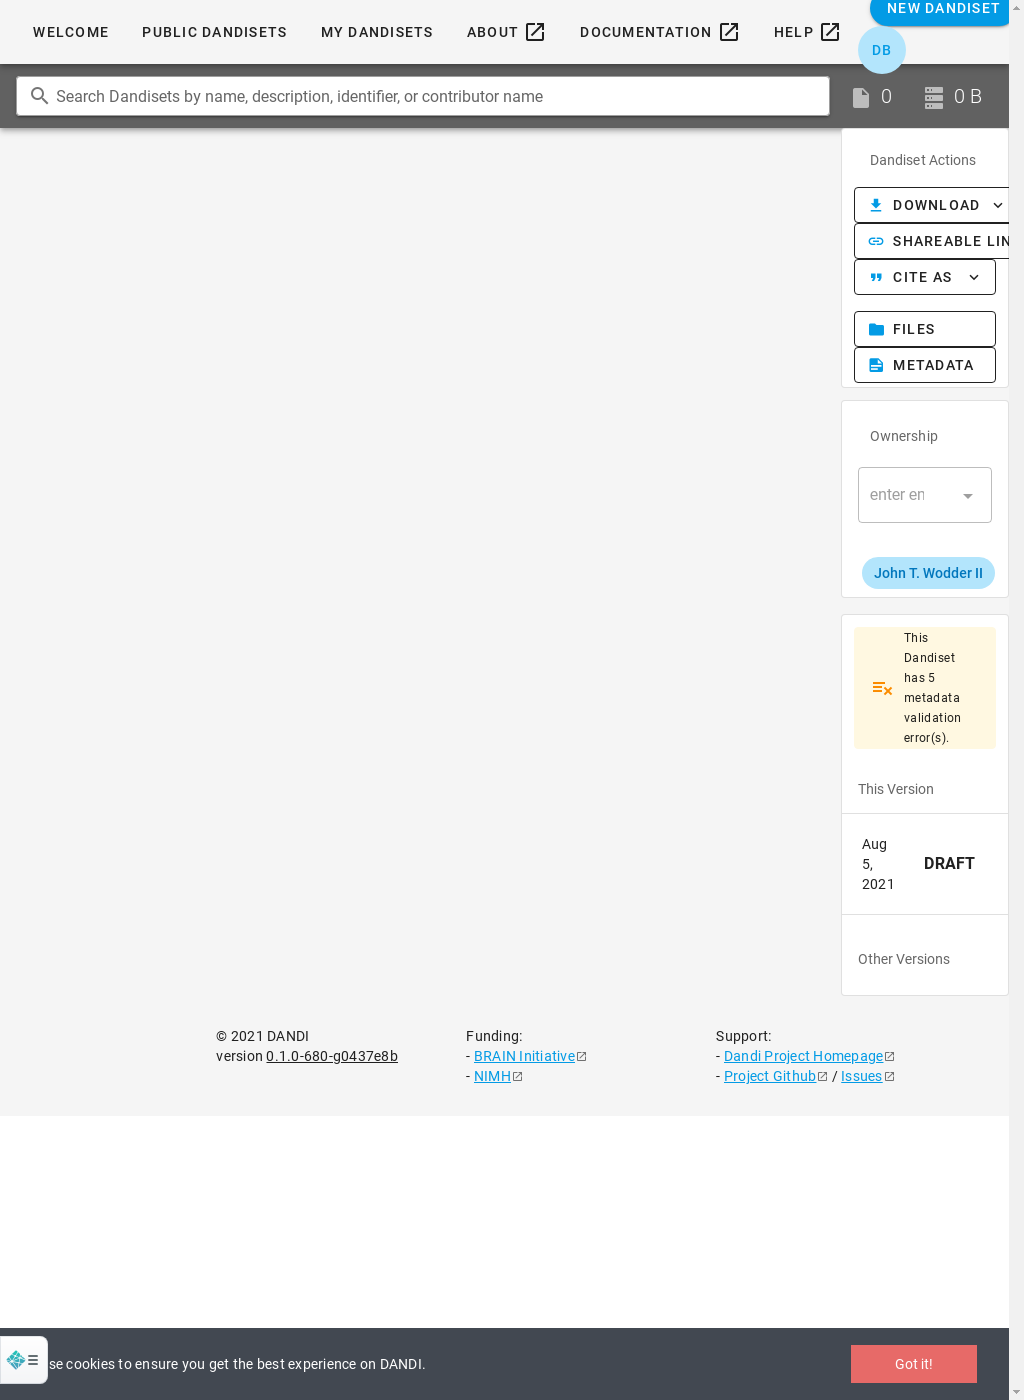 NEW DANDISET
WELCOME
PUBLIC DANDISETS
MY DANDISETS
ABOUT
DOCUMENTATION
HELP
DB
Search Dandisets by name, description, identifier, or contributor name
0
0 B
Dandiset Actions
DOWNLOAD
SHAREABLE LIN
CITE AS
FILES
METADATA
Ownership
enter en
John T. Wodder II
This
Dandiset
has 5
metadata
validation
error(s).
This Version
Aug
5,
2021
DRAFT
Other Versions
© 2021 DANDI
version 0.1.0-680-g0437e8b
Funding:
- BRAIN Initiative
- NIMH
Support:
- Dandi Project Homepage
- Project Github / Issues
se cookies to ensure you get the best experience on DANDI.
Got it!